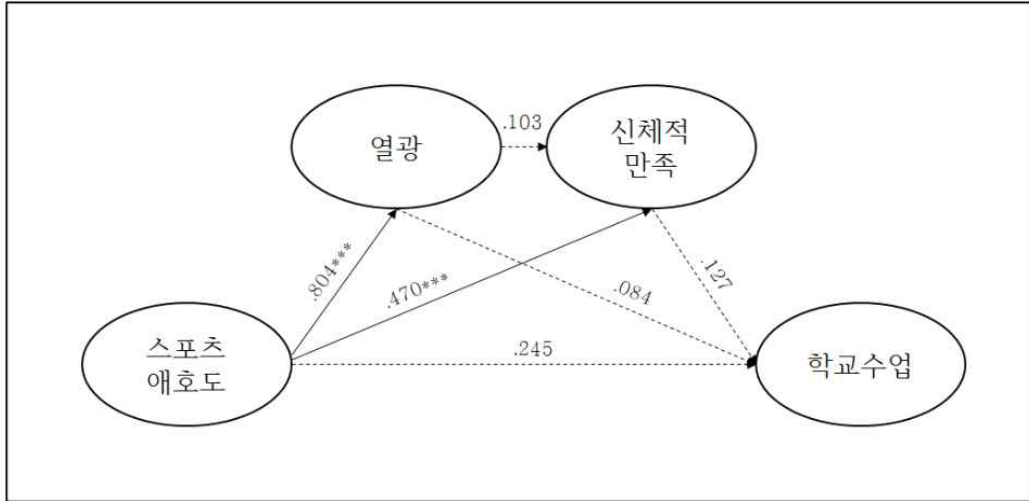 .103
열광
신체적
만족
.804***
.470***
.084
.127
스포츠
애호도
.245
학교수업